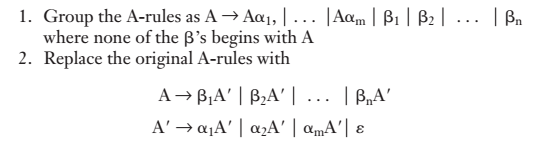 1. Group the A-rules as A → Aα₁, | ... |Aαₘ | β₁ | β₂ | ... | βₙ
where none of the β's begins with A
2. Replace the original A-rules with
A → β₁A′ | β₂A′ | ... | βₙA′
A′ → α₁A′ | α₂A′ | αₘA′| ε